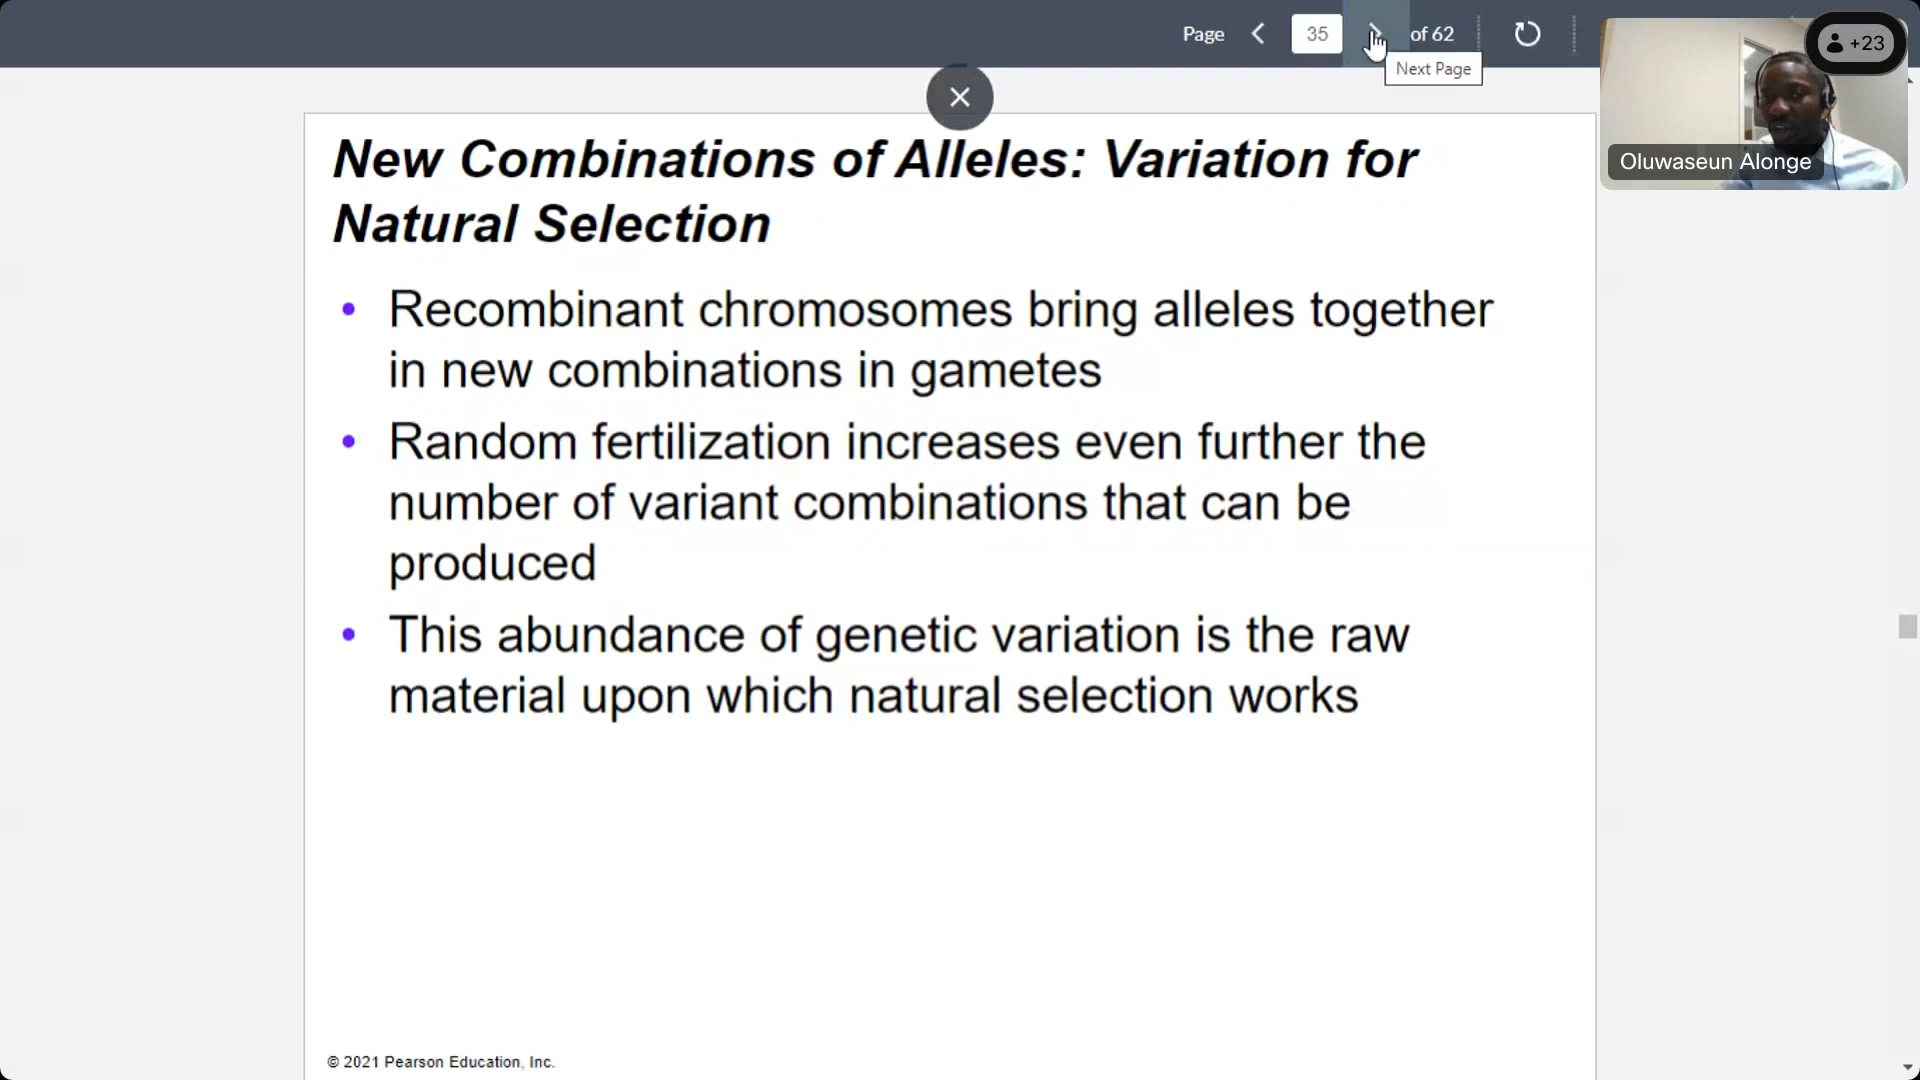 Page 35 of 62
Next Page
+23
Oluwaseun Alonge
New Combinations of Alleles: Variation for
Natural Selection
• Recombinant chromosomes bring alleles together
in new combinations in gametes
• Random fertilization increases even further the
number of variant combinations that can be
produced
• This abundance of genetic variation is the raw
material upon which natural selection works
© 2021 Pearson Education, Inc.